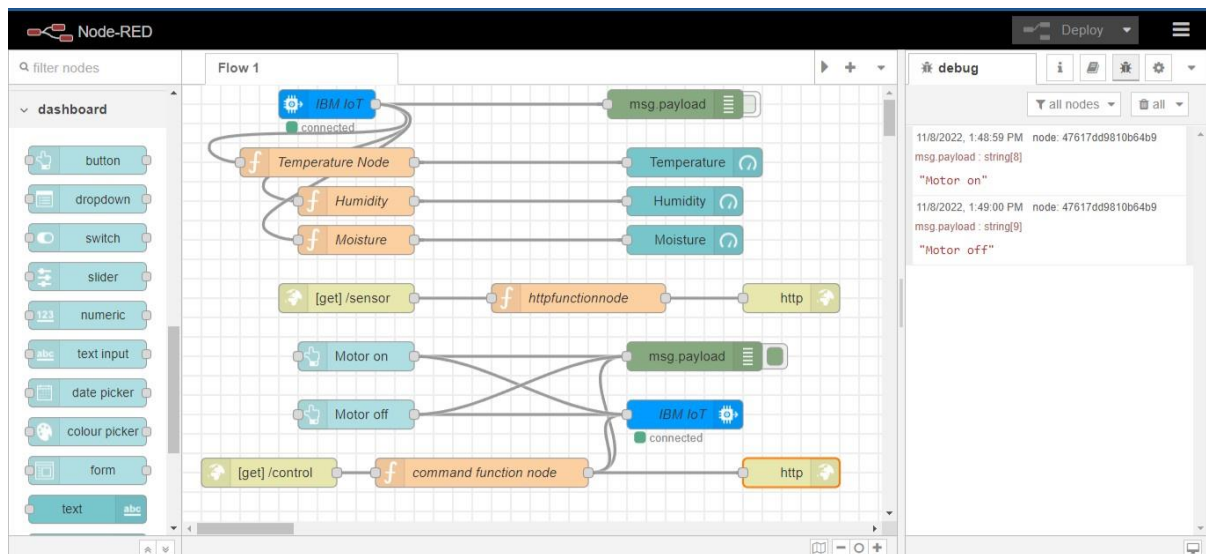 Node-RED
Deploy
filter nodes
dashboard
button
dropdown
switch
slider
123 numeric
abc text input
date picker
colour picker
form
text abc
Flow 1
IBM IoT
connected
msg.payload
Temperature Node
Temperature
Humidity
Humidity
Moisture
Moisture
[get] /sensor
httpfunctionnode
http
Motor on
msg.payload
Motor off
IBM IoT
connected
[get] /control
command function node
http
debug
i
all nodes
all
11/8/2022, 1:48:59 PM node: 47617dd9810b64b9
msg.payload : string[8]
"Motor on"
11/8/2022, 1:49:00 PM node: 47617dd9810b64b9
msg.payload : string[9]
"Motor off"